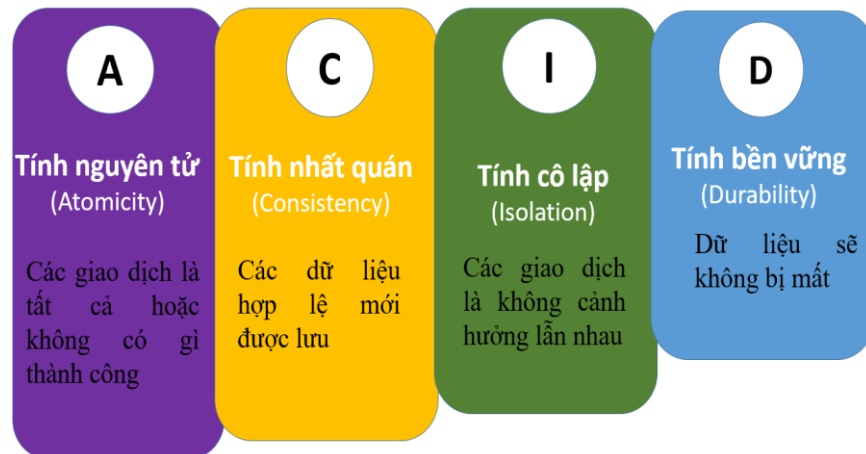 A
Tính nguyên tử
(Atomicity)
Các giao dịch là
tất cả hoặc
không có gì
thành công
C
Tính nhất quán
(Consistency)
Các dữ liệu
hợp lệ mới
được lưu
I
Tính cô lập
(Isolation)
Các giao dịch
là không cảnh
hưởng lẫn nhau
D
Tính bền vững
(Durability)
Dữ liệu sẽ
không bị mất